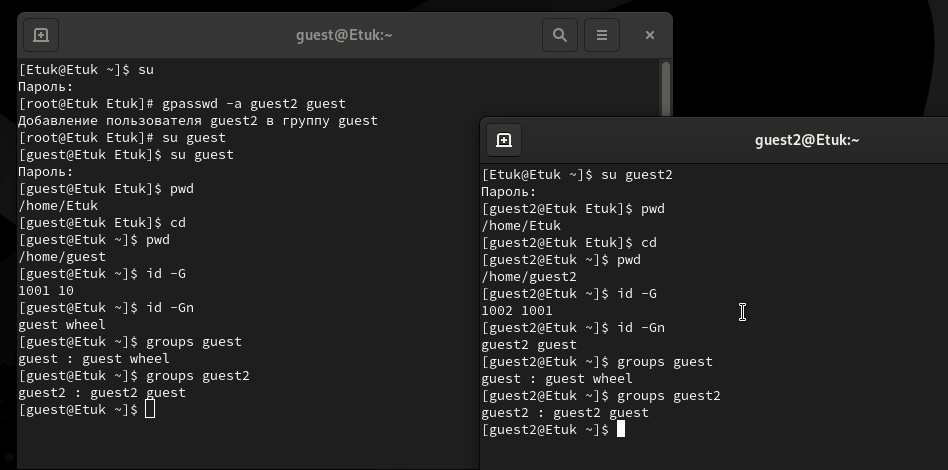 guest@Etuk:~
[Etuk@Etuk ~]$ su
Пароль:
[root@Etuk Etuk]# gpasswd -a guest2 guest
Добавление пользователя guest2 в группу guest
[root@Etuk Etuk]# su guest
[guest@Etuk Etuk]$ su guest
Пароль:
[guest@Etuk Etuk]$ pwd
/home/Etuk
[guest@Etuk Etuk]$ cd
[guest@Etuk ~]$ pwd
/home/guest
[guest@Etuk ~]$ id -G
1001 10
[guest@Etuk ~]$ id -Gn
guest wheel
[guest@Etuk ~]$ groups guest
guest : guest wheel
[guest@Etuk ~]$ groups guest2
guest2 : guest2 guest
[guest@Etuk ~]$
guest2@Etuk:~
[Etuk@Etuk ~]$ su guest2
Пароль:
[guest2@Etuk Etuk]$ pwd
/home/Etuk
[guest2@Etuk Etuk]$ cd
[guest2@Etuk ~]$ pwd
/home/guest2
[guest2@Etuk ~]$ id -G
1002 1001
[guest2@Etuk ~]$ id -Gn
guest2 guest
[guest2@Etuk ~]$ groups guest
guest : guest wheel
[guest2@Etuk ~]$ groups guest2
guest2 : guest2 guest
[guest2@Etuk ~]$